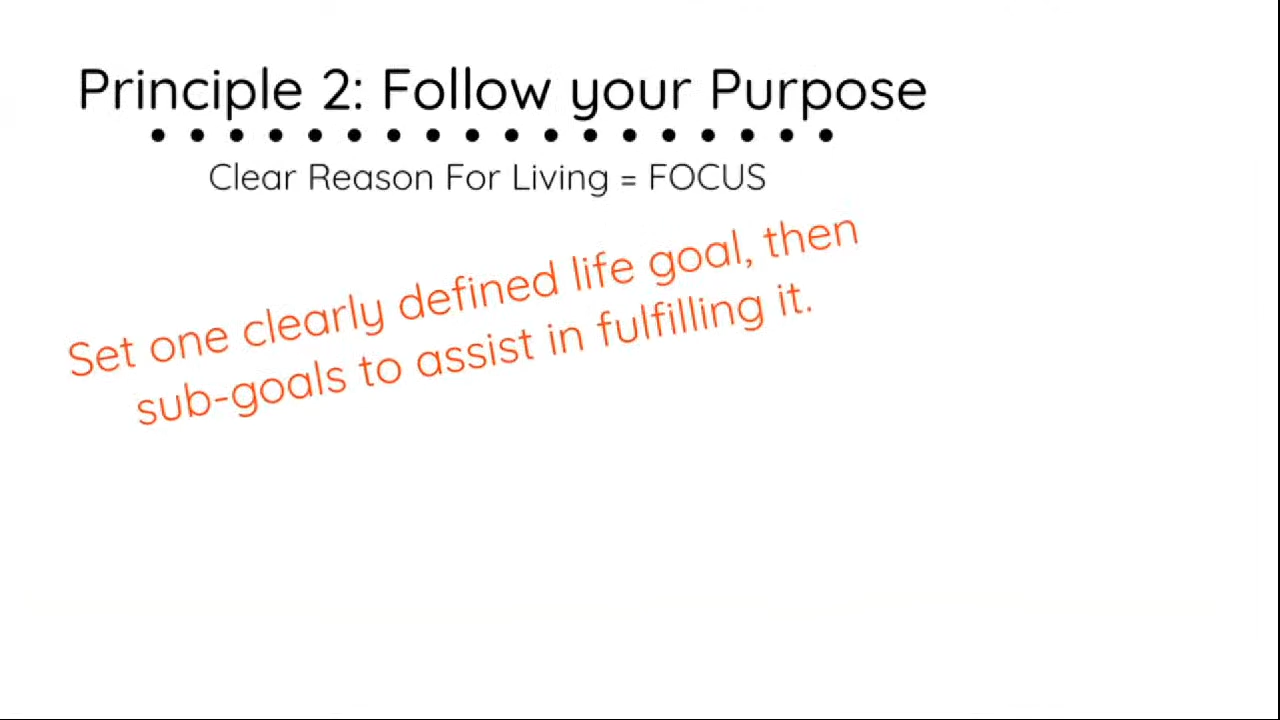 Principle 2: Follow your Purpose
Clear Reason For Living = FOCUS
Set one clearly defined life goal, then
sub-goals to assist in fulfilling it.